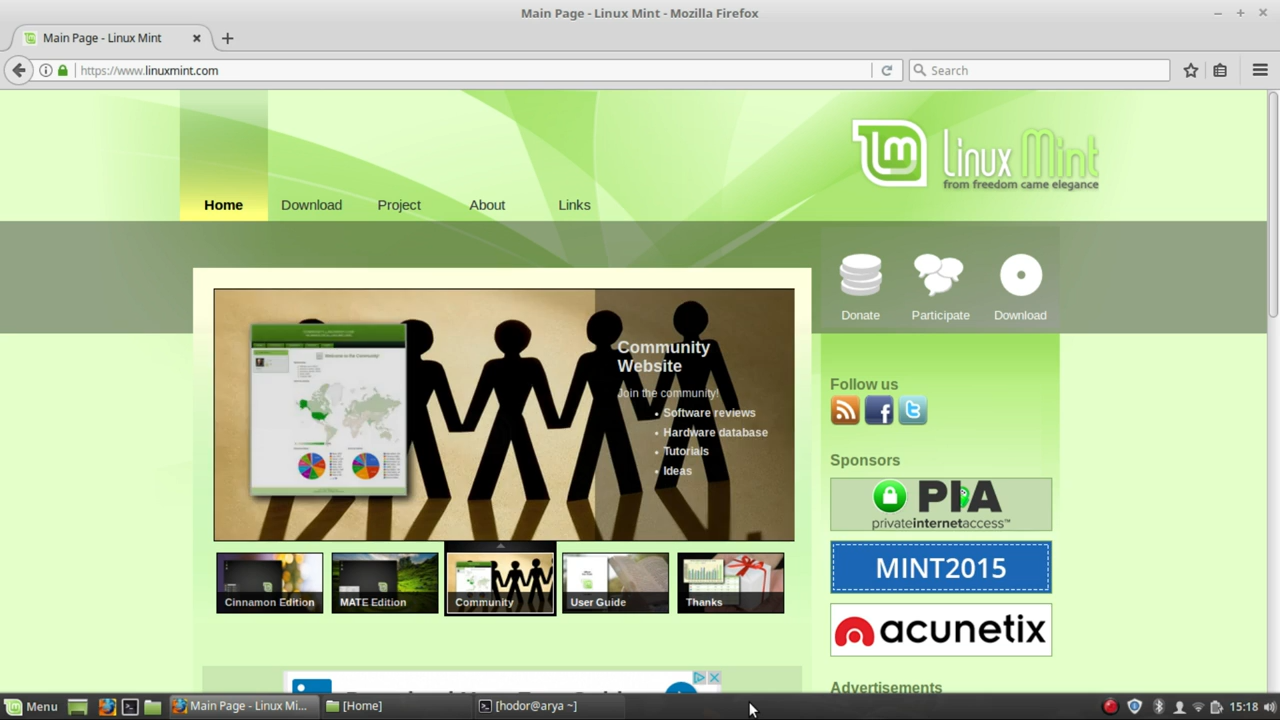 Main Page - Linux Mint - Mozilla Firefox
Main Page - Linux Mint
https://www.linuxmint.com
Search
Linux Mint
from freedom came elegance
Home
Download
Project
About
Links
Donate
Participate
Download
Community
Website
Join the community!
• Software reviews
• Hardware database
• Tutorials
• Ideas
Cinnamon Edition
MATE Edition
Community
User Guide
Thanks
Follow us
Sponsors
PIA
privateinternetaccess™
MINT2015
acunetix
Advertisements
Menu
Main Page - Linux Mi...
[Home]
[hodor@arya ~]
15:18